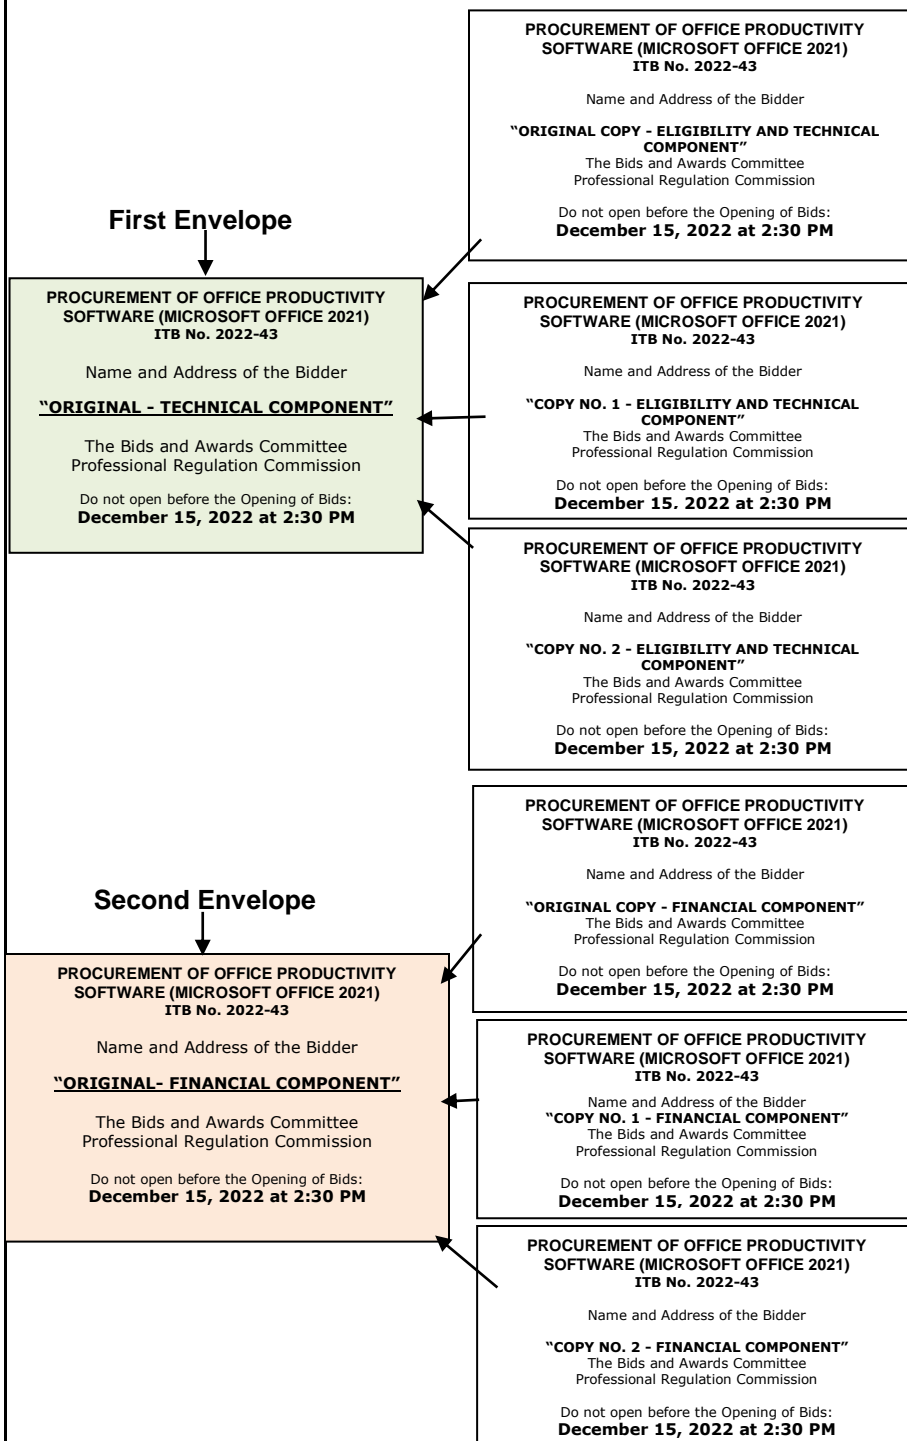 PROCUREMENT OF OFFICE PRODUCTIVITY
SOFTWARE (MICROSOFT OFFICE 2021)
ITB No. 2022-43
Name and Address of the Bidder
“ORIGINAL COPY - ELIGIBILITY AND TECHNICAL
COMPONENT”
The Bids and Awards Committee
Professional Regulation Commission
Do not open before the Opening of Bids:
December 15, 2022 at 2:30 PM
First Envelope
PROCUREMENT OF OFFICE PRODUCTIVITY
SOFTWARE (MICROSOFT OFFICE 2021)
ITB No. 2022-43
Name and Address of the Bidder
“ORIGINAL - TECHNICAL COMPONENT”
The Bids and Awards Committee
Professional Regulation Commission
Do not open before the Opening of Bids:
December 15, 2022 at 2:30 PM
PROCUREMENT OF OFFICE PRODUCTIVITY
SOFTWARE (MICROSOFT OFFICE 2021)
ITB No. 2022-43
Name and Address of the Bidder
“COPY NO. 1 - ELIGIBILITY AND TECHNICAL
COMPONENT”
The Bids and Awards Committee
Professional Regulation Commission
Do not open before the Opening of Bids:
December 15, 2022 at 2:30 PM
PROCUREMENT OF OFFICE PRODUCTIVITY
SOFTWARE (MICROSOFT OFFICE 2021)
ITB No. 2022-43
Name and Address of the Bidder
“COPY NO. 2 - ELIGIBILITY AND TECHNICAL
COMPONENT”
The Bids and Awards Committee
Professional Regulation Commission
Do not open before the Opening of Bids:
December 15, 2022 at 2:30 PM
PROCUREMENT OF OFFICE PRODUCTIVITY
SOFTWARE (MICROSOFT OFFICE 2021)
ITB No. 2022-43
Name and Address of the Bidder
“ORIGINAL COPY - FINANCIAL COMPONENT”
The Bids and Awards Committee
Professional Regulation Commission
Do not open before the Opening of Bids:
December 15, 2022 at 2:30 PM
Second Envelope
PROCUREMENT OF OFFICE PRODUCTIVITY
SOFTWARE (MICROSOFT OFFICE 2021)
ITB No. 2022-43
Name and Address of the Bidder
“ORIGINAL- FINANCIAL COMPONENT”
The Bids and Awards Committee
Professional Regulation Commission
Do not open before the Opening of Bids:
December 15, 2022 at 2:30 PM
PROCUREMENT OF OFFICE PRODUCTIVITY
SOFTWARE (MICROSOFT OFFICE 2021)
ITB No. 2022-43
Name and Address of the Bidder
“COPY NO. 1 - FINANCIAL COMPONENT”
The Bids and Awards Committee
Professional Regulation Commission
Do not open before the Opening of Bids:
December 15, 2022 at 2:30 PM
PROCUREMENT OF OFFICE PRODUCTIVITY
SOFTWARE (MICROSOFT OFFICE 2021)
ITB No. 2022-43
Name and Address of the Bidder
“COPY NO. 2 - FINANCIAL COMPONENT”
The Bids and Awards Committee
Professional Regulation Commission
Do not open before the Opening of Bids:
December 15, 2022 at 2:30 PM